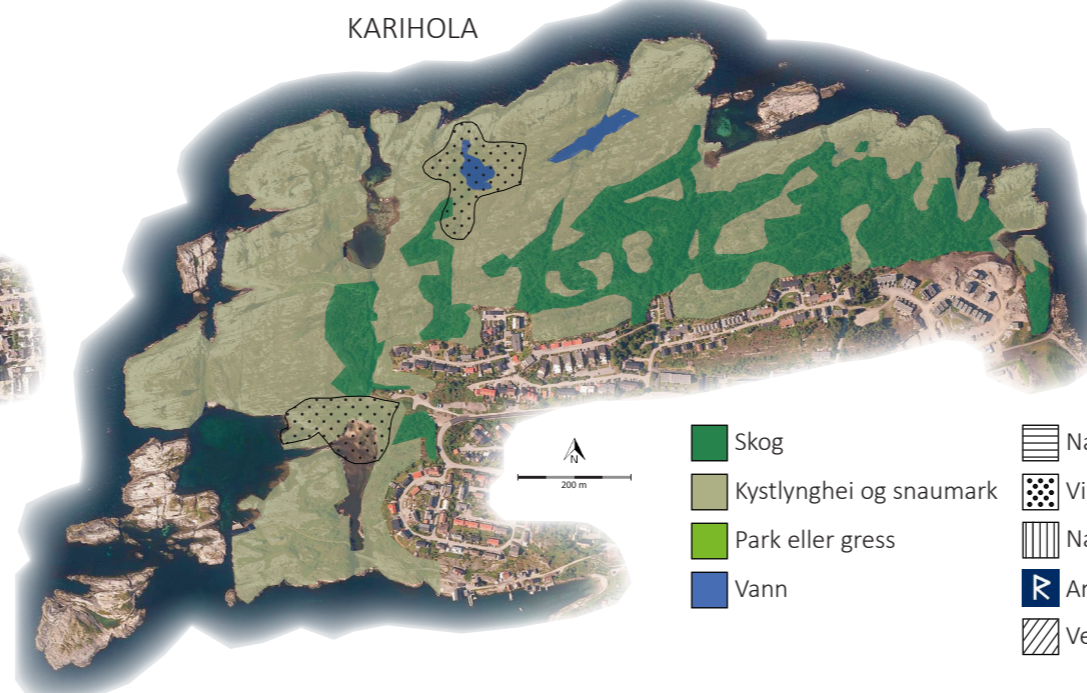 KARIHOLA
N
200 m
Skog
Kystlynghei og snaumark
Park eller gress
Vann
R